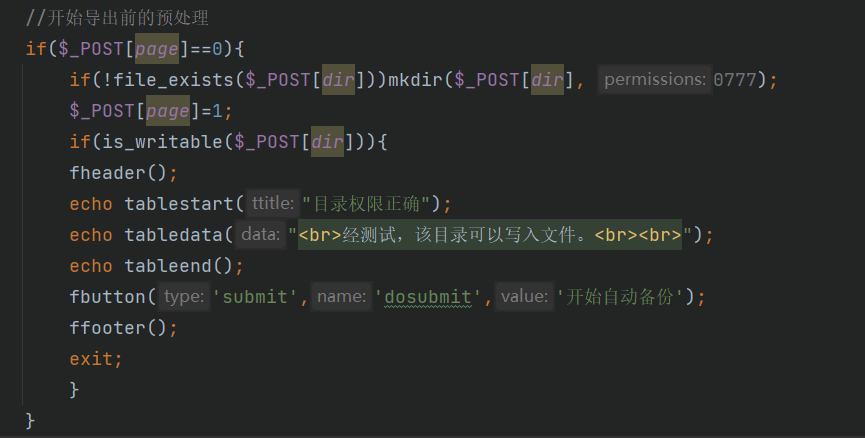 //开始导出前的预处理
if($_POST[page]==0){
if(!file_exists($_POST[dir]))mkdir($_POST[dir], permissions: 0777);
$_POST[page]=1;
if(is_writable($_POST[dir])){
fheader();
echo tablestart( ttitle: "目录权限正确");
echo tabledata( data: "<br>经测试，该目录可以写入文件。<br><br>");
echo tableend();
fbutton( type: 'submit', name: 'dosubmit', value: '开始自动备份');
ffooter();
exit;
}
}